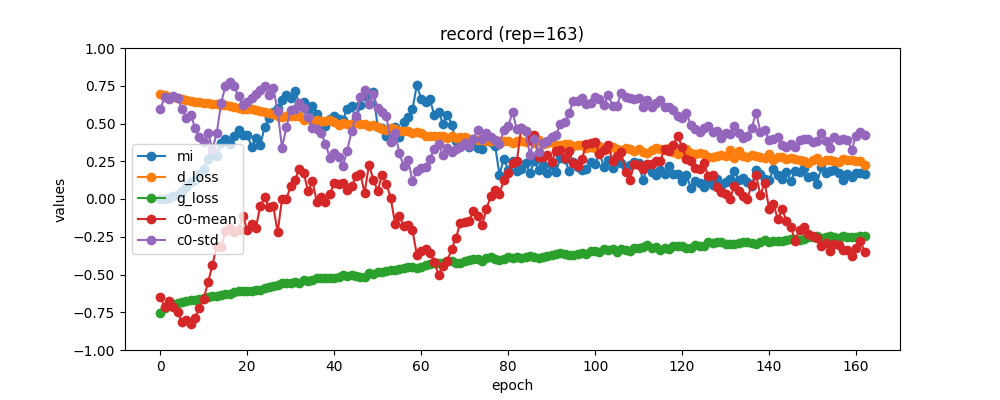 record (rep=163)
1.00
0.75
0.50
0.25
0.00
−0.25
−0.50
−0.75
−1.00
values
mi
d_loss
g_loss
c0-mean
c0-std
0 20 40 60 80 100 120 140 160
epoch